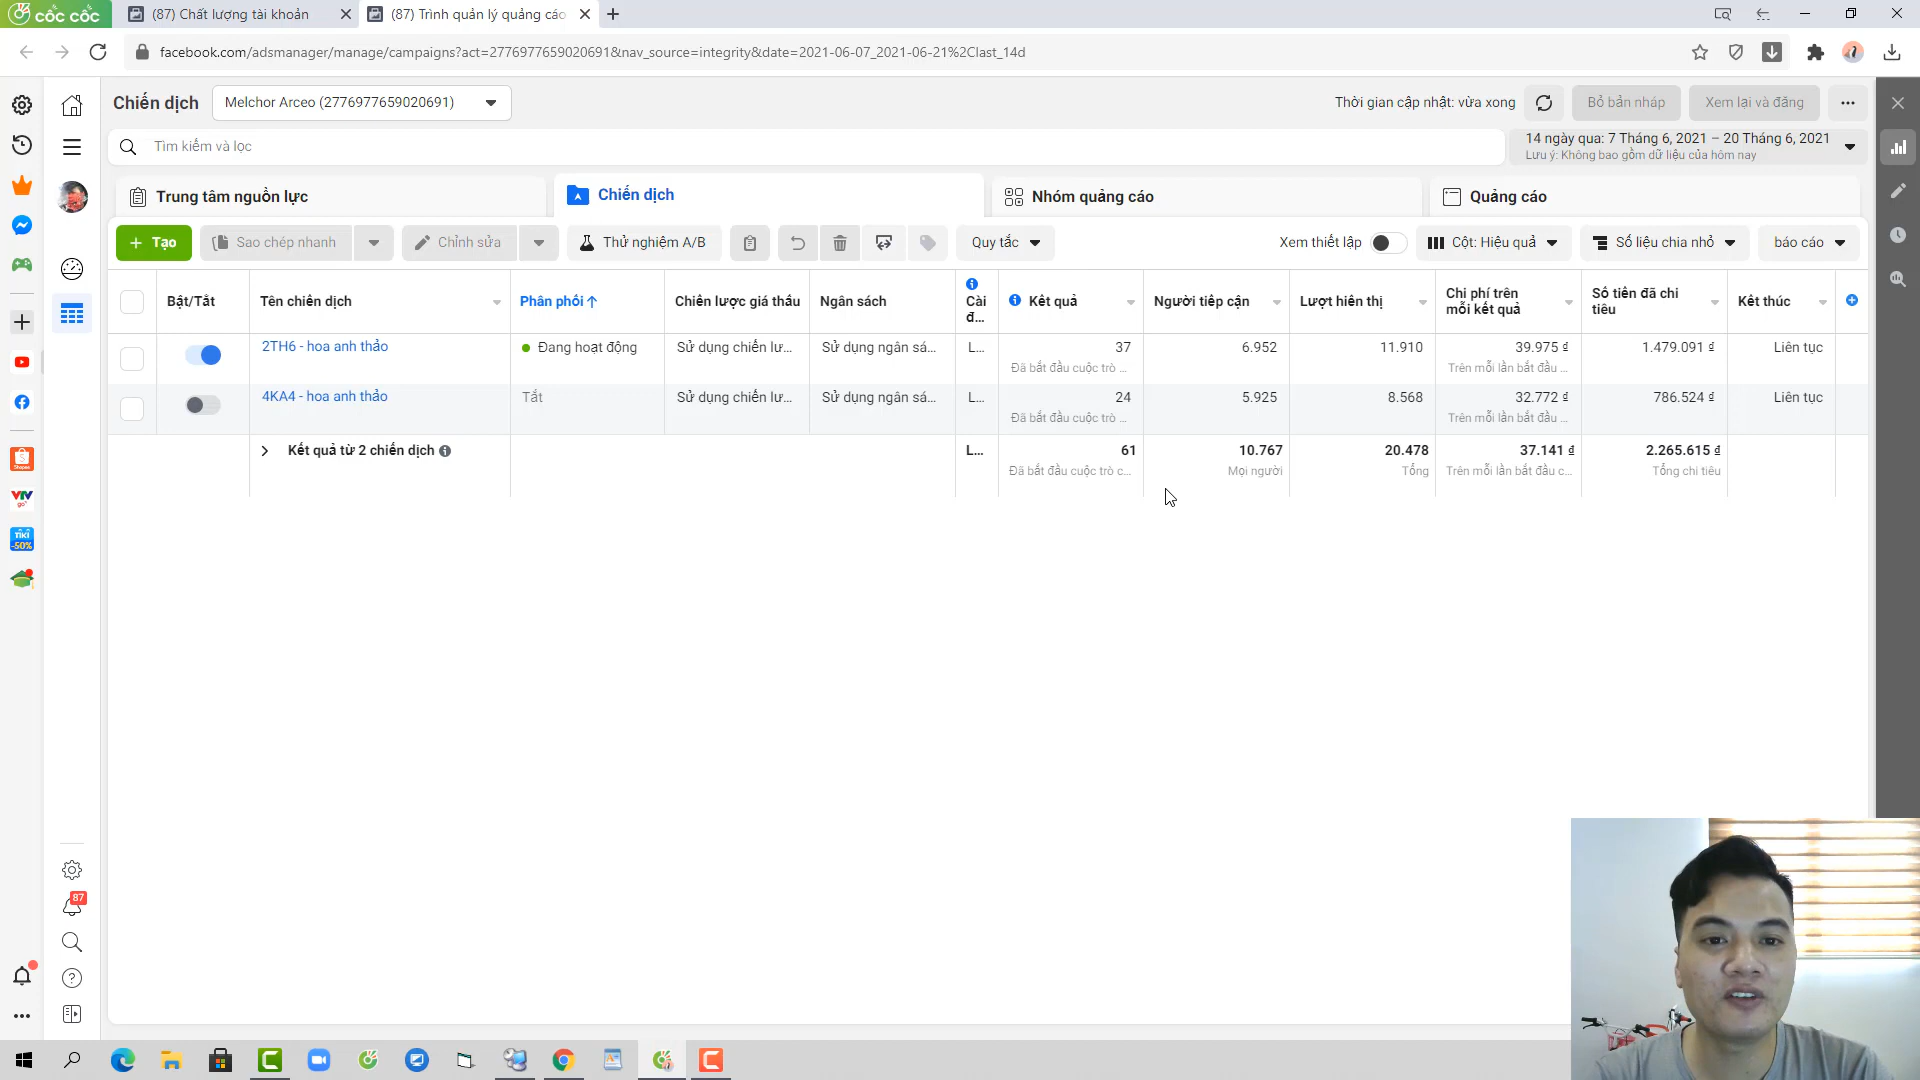 cốc cốc
(87) Chất lượng tài khoản
(87) Trình quản lý quảng cáo
facebook.com/adsmanager/manage/campaigns?act=2776977659020691&nav_source=integrity&date=2021-06-07_2021-06-21%2Clast_14d
Chiến dịch
Melchor Arceo (2776977659020691)
Thời gian cập nhật: vừa xong
Bỏ bản nháp
Xem lại và đăng
Tìm kiếm và lọc
14 ngày qua: 7 Tháng 6, 2021 – 20 Tháng 6, 2021
Lưu ý: Không bao gồm dữ liệu của hôm nay
Trung tâm nguồn lực
Chiến dịch
Nhóm quảng cáo
Quảng cáo
+ Tạo
Sao chép nhanh
Chỉnh sửa
Thử nghiệm A/B
Quy tắc
Xem thiết lập
Cột: Hiệu quả
Số liệu chia nhỏ
báo cáo
Bật/Tắt
Tên chiến dịch
Phân phối ↑
Chiến lược giá thầu
Ngân sách
Cài đ...
Kết quả
Người tiếp cận
Lượt hiển thị
Chi phí trên mỗi kết quả
Số tiền đã chi tiêu
Kết thúc
2TH6 - hoa anh thảo
Đang hoạt động
Sử dụng chiến lư...
Sử dụng ngân sá...
L...
37
Đã bắt đầu cuộc trò ...
6.952
11.910
39.975 ₫
Trên mỗi lần bắt đầu ...
1.479.091 ₫
Liên tục
4KA4 - hoa anh thảo
Tắt
Sử dụng chiến lư...
Sử dụng ngân sá...
L...
24
Đã bắt đầu cuộc trò ...
5.925
8.568
32.772 ₫
Trên mỗi lần bắt đầu ...
786.524 ₫
Liên tục
Kết quả từ 2 chiến dịch
L...
61
Đã bắt đầu cuộc trò c...
10.767
Mọi người
20.478
Tổng
37.141 ₫
Trên mỗi lần bắt đầu c...
2.265.615 ₫
Tổng chi tiêu
Shopee
VTV
go
TIKI
-50%
87